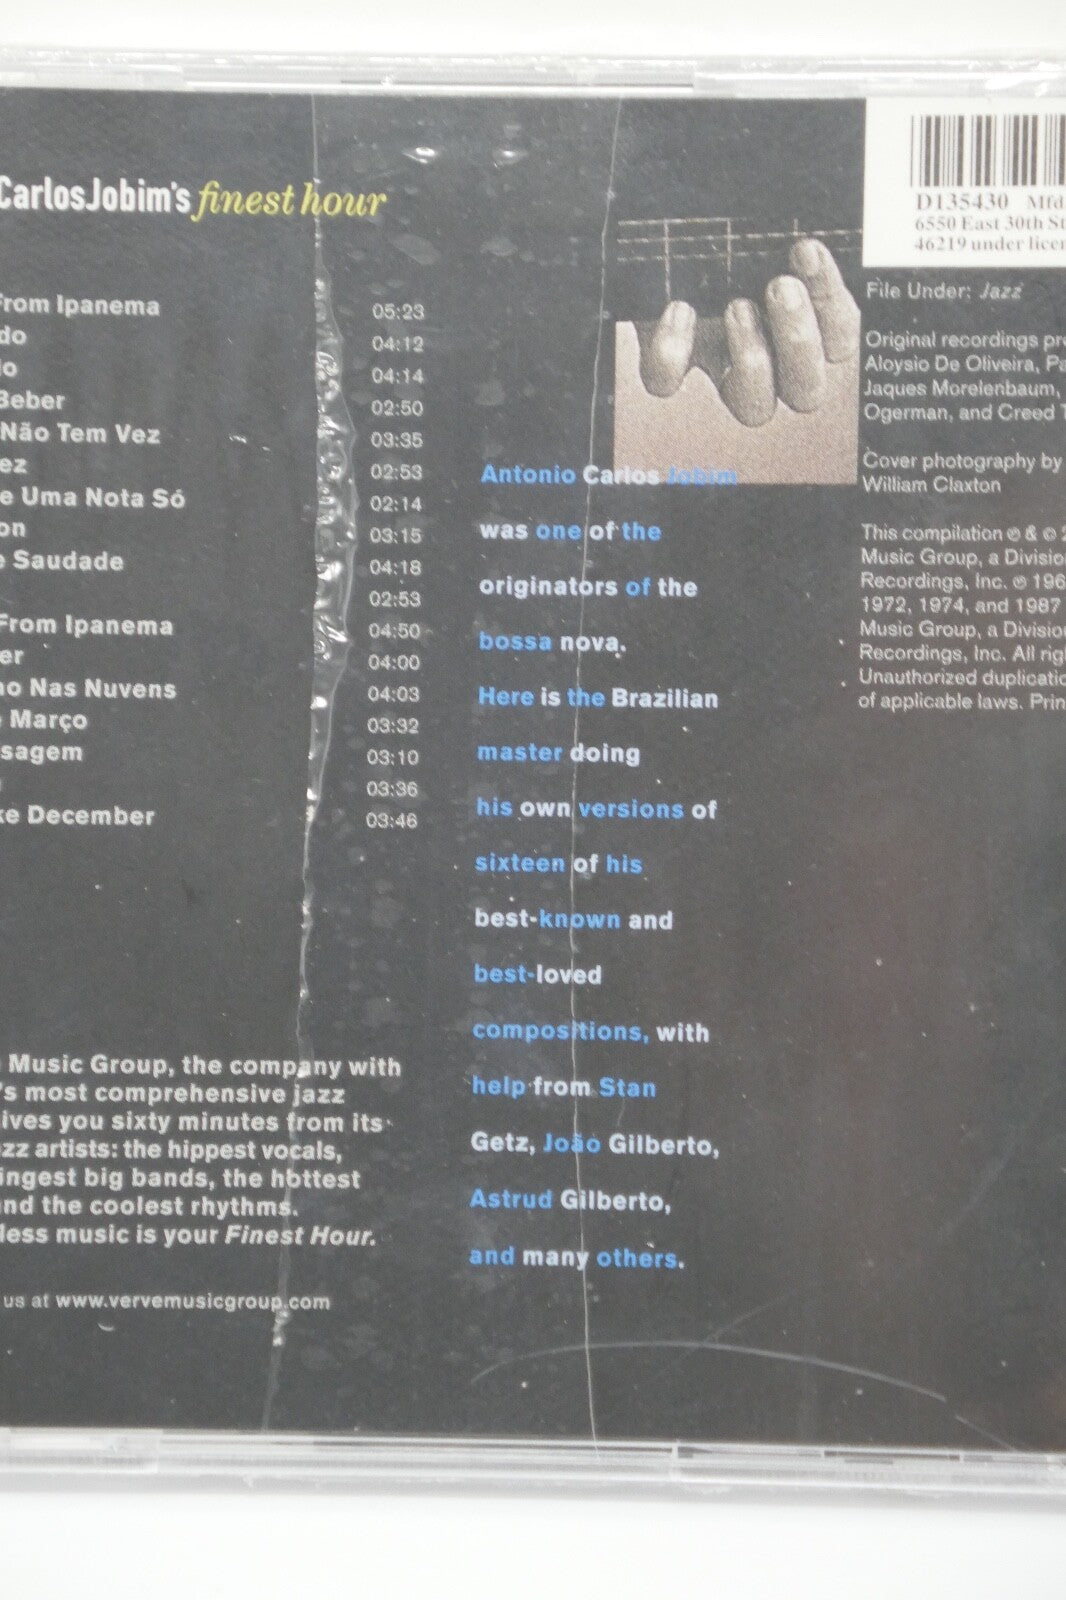 CarlosJobim's finest hour
From Ipanema 05:23
do 04:12
lo 04:14
Beber 02:50
Não Tem Vez 03:35
ez 02:53
e Uma Nota Só 02:14
on 03:15
e Saudade 04:18
02:53
From Ipanema 04:50
er 04:00
no Nas Nuvens 04:03
e Março 03:32
sagem 03:10
03:36
ke December 03:46
e Music Group, the company with
's most comprehensive jazz
ives you sixty minutes from its
zz artists: the hippest vocals,
ingest big bands, the hottest
nd the coolest rhythms.
less music is your Finest Hour.
us at www.vervemusicgroup.com
Antonio Carlos Jobim
was one of the
originators of the
bossa nova.
Here is the Brazilian
master doing
his own versions of
sixteen of his
best-known and
best-loved
compositions, with
help from Stan
Getz, João Gilberto,
Astrud Gilberto,
and many others.
D135430 Mfd.
6550 East 30th St
46219 under licen
File Under: Jazz
Original recordings pr
Aloysio De Oliveira, Pa
Jaques Morelenbaum,
Ogerman, and Creed T
Cover photography by
William Claxton
This compilation ℗ & © 2
Music Group, a Divisio
Recordings, Inc. ℗ 196
1972, 1974, and 1987
Music Group, a Division
Recordings, Inc. All righ
Unauthorized duplicatio
of applicable laws. Prin